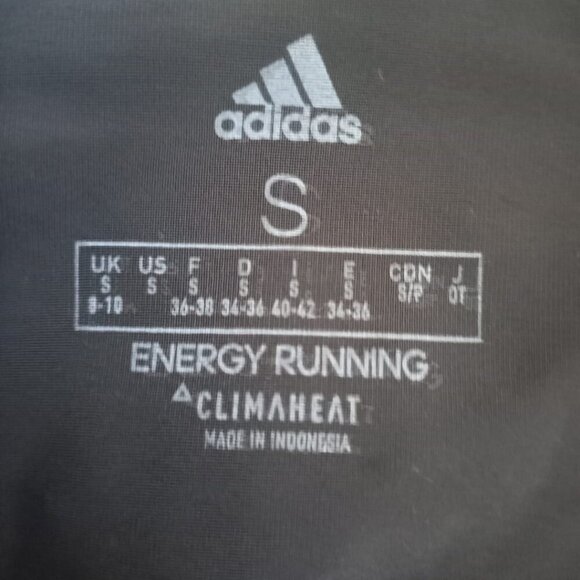 adidas
S
UK US F D I E CDN J
S S S S S S S/P OT
8-10 36-38 34-36 40-42 34-36
ENERGY RUNNING
CLIMAHEAT
MADE IN INDONESIA